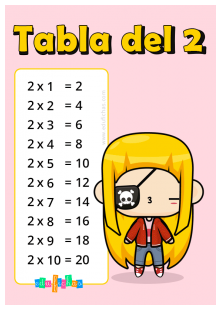 Tabla del 2
2 x 1 = 2
2 x 2 = 4
2 x 3 = 6
2 x 4 = 8
2 x 5 = 10
2 x 6 = 12
2 x 7 = 14
2 x 8 = 16
2 x 9 = 18
2 x 10 = 20
edufichas